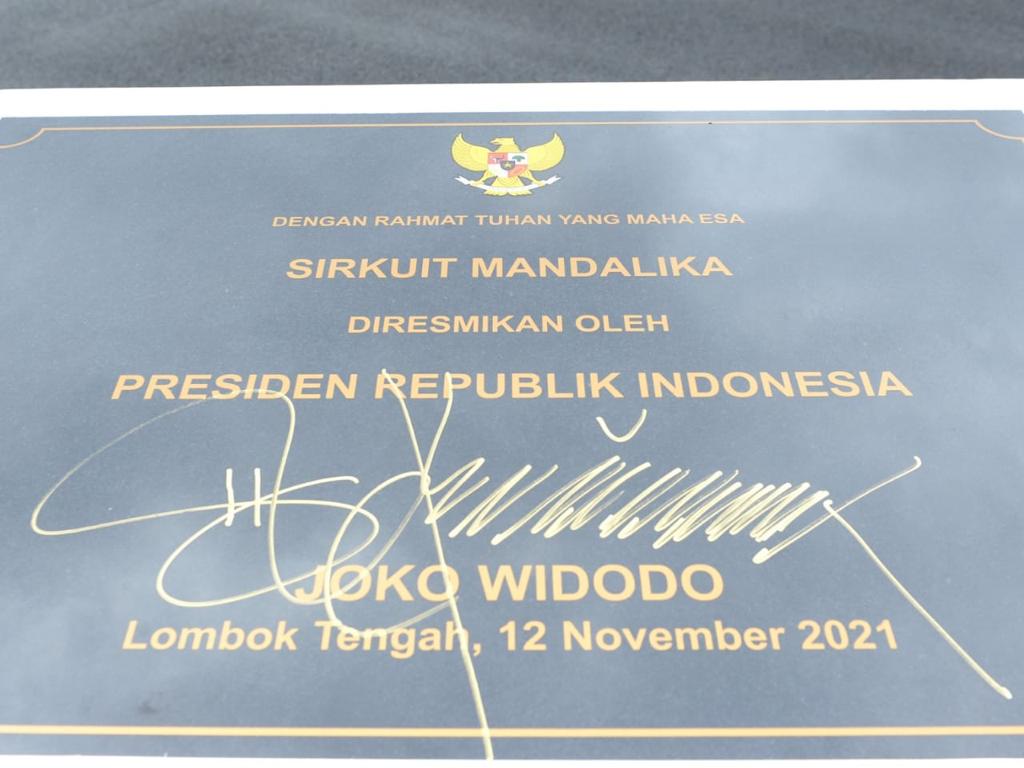 DENGAN RAHMAT TUHAN YANG MAHA ESA
SIRKUIT MANDALIKA
DIRESMIKAN OLEH
PRESIDEN REPUBLIK INDONESIA
JOKO WIDODO
Lombok Tengah, 12 November 2021